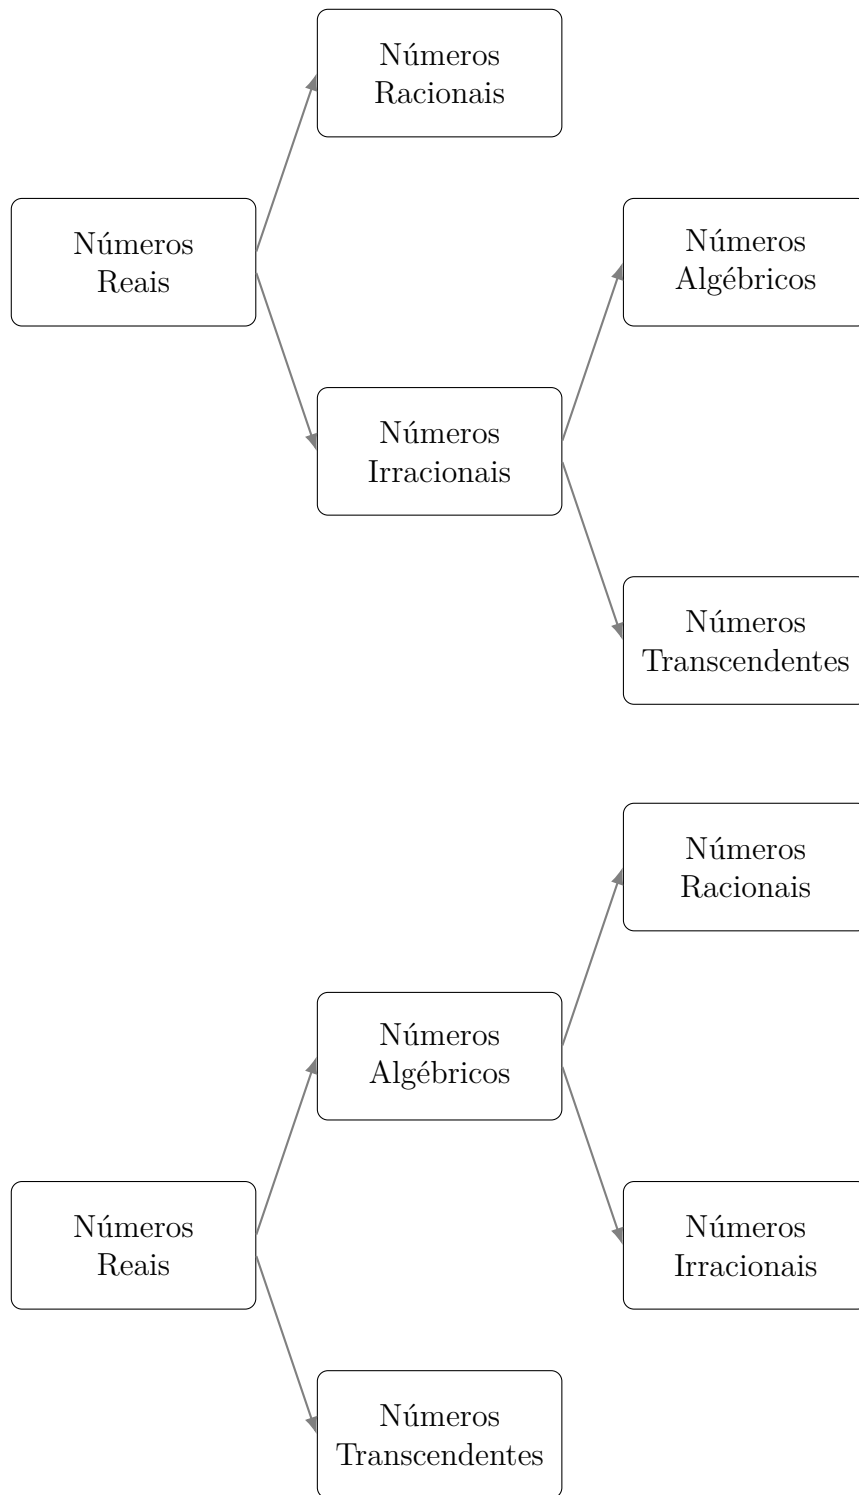 Números
Racionais
Números
Reais
Números
Algébricos
Números
Irracionais
Números
Transcendentes
Números
Racionais
Números
Algébricos
Números
Reais
Números
Irracionais
Números
Transcendentes